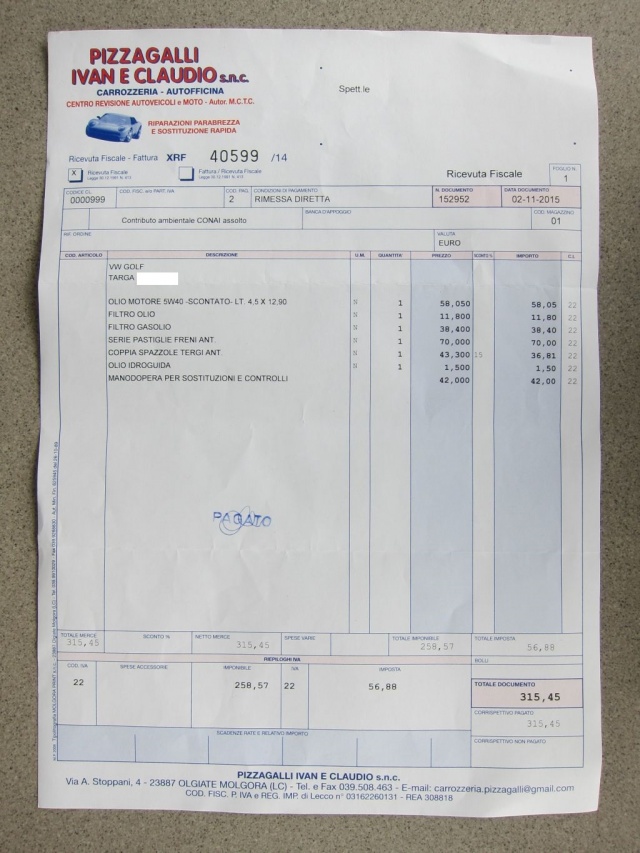 PIZZAGALLI
IVAN E CLAUDIO s.n.c.
CARROZZERIA - AUTOFFICINA
CENTRO REVISIONE AUTOVEICOLI e MOTO - Autor. M.C.T.C.
RIPARAZIONI PARABREZZA
E SOSTITUZIONE RAPIDA
Spett.le
Ricevuta Fiscale - Fattura XRF 40599 /14
X Ricevuta Fiscale
Fattura / Ricevuta Fiscale
Ricevuta Fiscale
FOGLIO N.
1
CODICE CL. COD. FISC. e/o PART. IVA COD. PAG. CONDIZIONI DI PAGAMENTO N. DOCUMENTO DATA DOCUMENTO
0000999 2 RIMESSA DIRETTA 152952 02-11-2015
Contributo ambientale CONAI assolto BANCA D'APPOGGIO COD. MAGAZZINO
01
RIF. ORDINE VALUTA
EURO
COD. ARTICOLO DESCRIZIONE U.M. QUANTITA' PREZZO SCONTO % IMPORTO C.I.
VW GOLF
TARGA
OLIO MOTORE 5W40 -SCONTATO- LT. 4.5 X 12.90 N 1 58,050 58,05 22
FILTRO OLIO N 1 11,800 11,80 22
FILTRO GASOLIO N 1 38,400 38,40 22
SERIE PASTIGLIE FRENI ANT. N 1 70,000 70,00 22
COPPIA SPAZZOLE TERGI ANT. N 1 43,300 15 36,81 22
OLIO IDROGUIDA N 1 1,500 1,50 22
MANODOPERA PER SOSTITUZIONI E CONTROLLI 42,000 42,00 22
PAGATO
TOTALE MERCE SCONTO % NETTO MERCE SPESE VARIE TOTALE IMPONIBILE TOTALE IMPOSTA
315,45 315,45 258,57 56,88
RIEPILOGHI IVA
COD. IVA SPESE ACCESSORIE IMPONIBILE IVA IMPOSTA BOLLI
22 258,57 22 56,88
TOTALE DOCUMENTO
315,45
CORRISPETTIVO PAGATO
315,45
SCADENZE RATE E RELATIVO IMPORTO
CORRISPETTIVO NON PAGATO
PIZZAGALLI IVAN E CLAUDIO s.n.c.
Via A. Stoppani, 4 - 23887 OLGIATE MOLGORA (LC) - Tel. e Fax 039.508.463 - E-mail: carrozzeria.pizzagalli@gmail.com
COD. FISC. P. IVA e REG. IMP. di Lecco n° 03162260131 - REA 308818